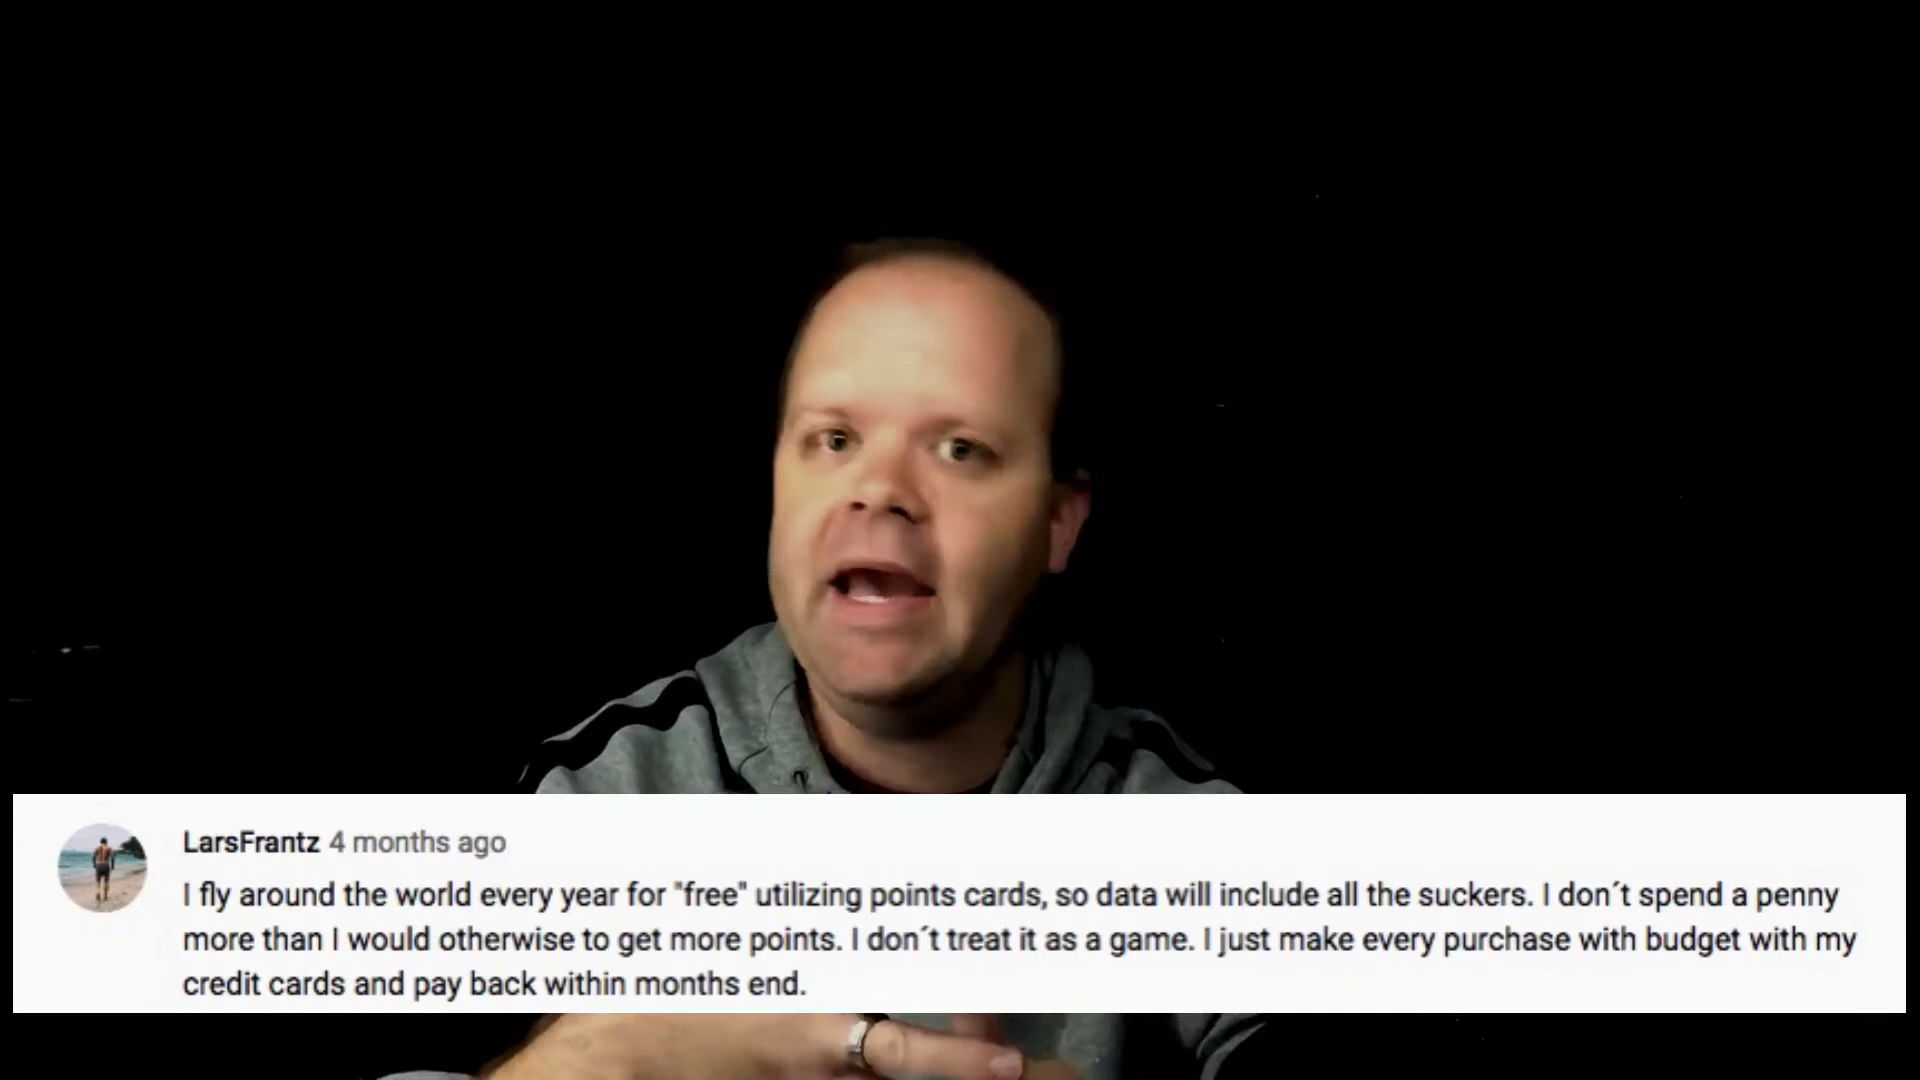 LarsFrantz 4 months ago
I fly around the world every year for "free" utilizing points cards, so data will include all the suckers. I don´t spend a penny
more than I would otherwise to get more points. I don´t treat it as a game. I just make every purchase with budget with my
credit cards and pay back within months end.